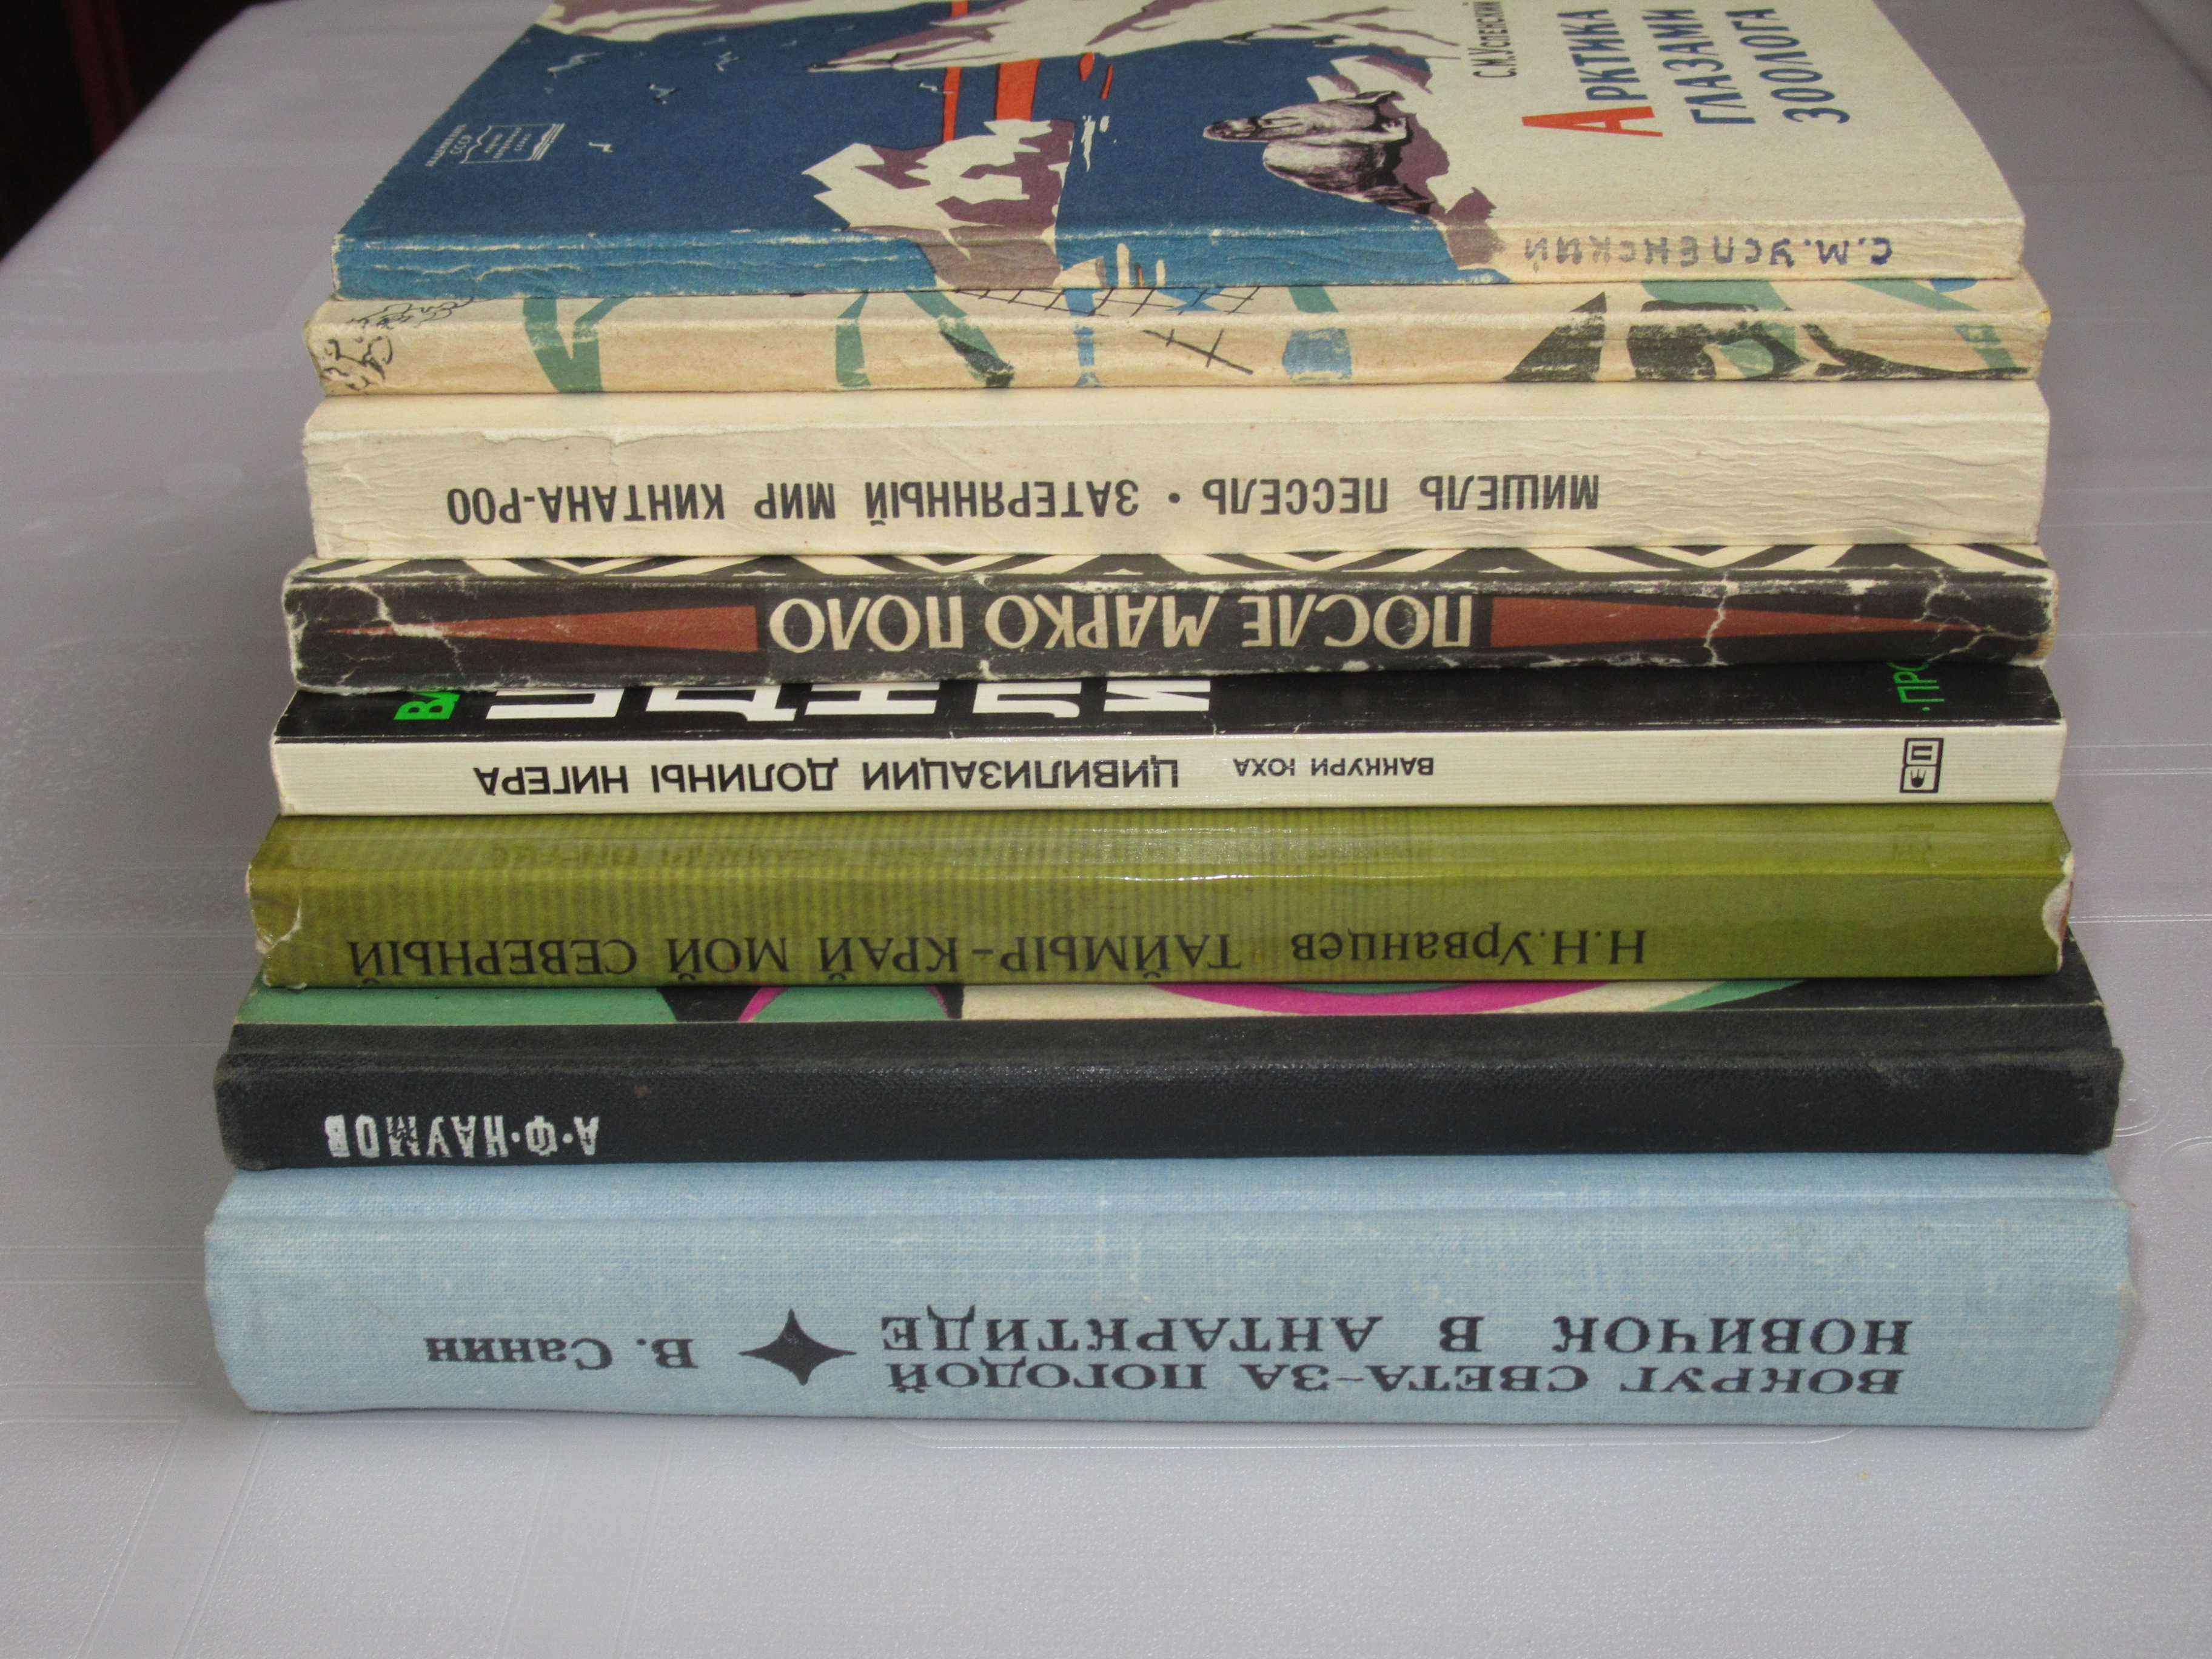 С.М.Успенский
Арктика
глазами
зоолога
С.М.УСПЕНСКИЙ
МИШЕЛЬ ПЕССЕЛЬ • ЗАТЕРЯННЫЙ МИР КИНТАНА-РОО
ПОСЛЕ МАРКО ПОЛО
ВАККУРИ ЮХА ЦИВИЛИЗАЦИИ ДОЛИНЫ НИГЕРА
Н.Н.Урванцев ТАЙМЫР-КРАЙ МОЙ СЕВЕРНЫЙ
А·Ф·НАУМОВ
ВОКРУГ СВЕТА-ЗА ПОГОДОЙ
НОВИЧОК В АНТАРКТИДЕ
В. Санин